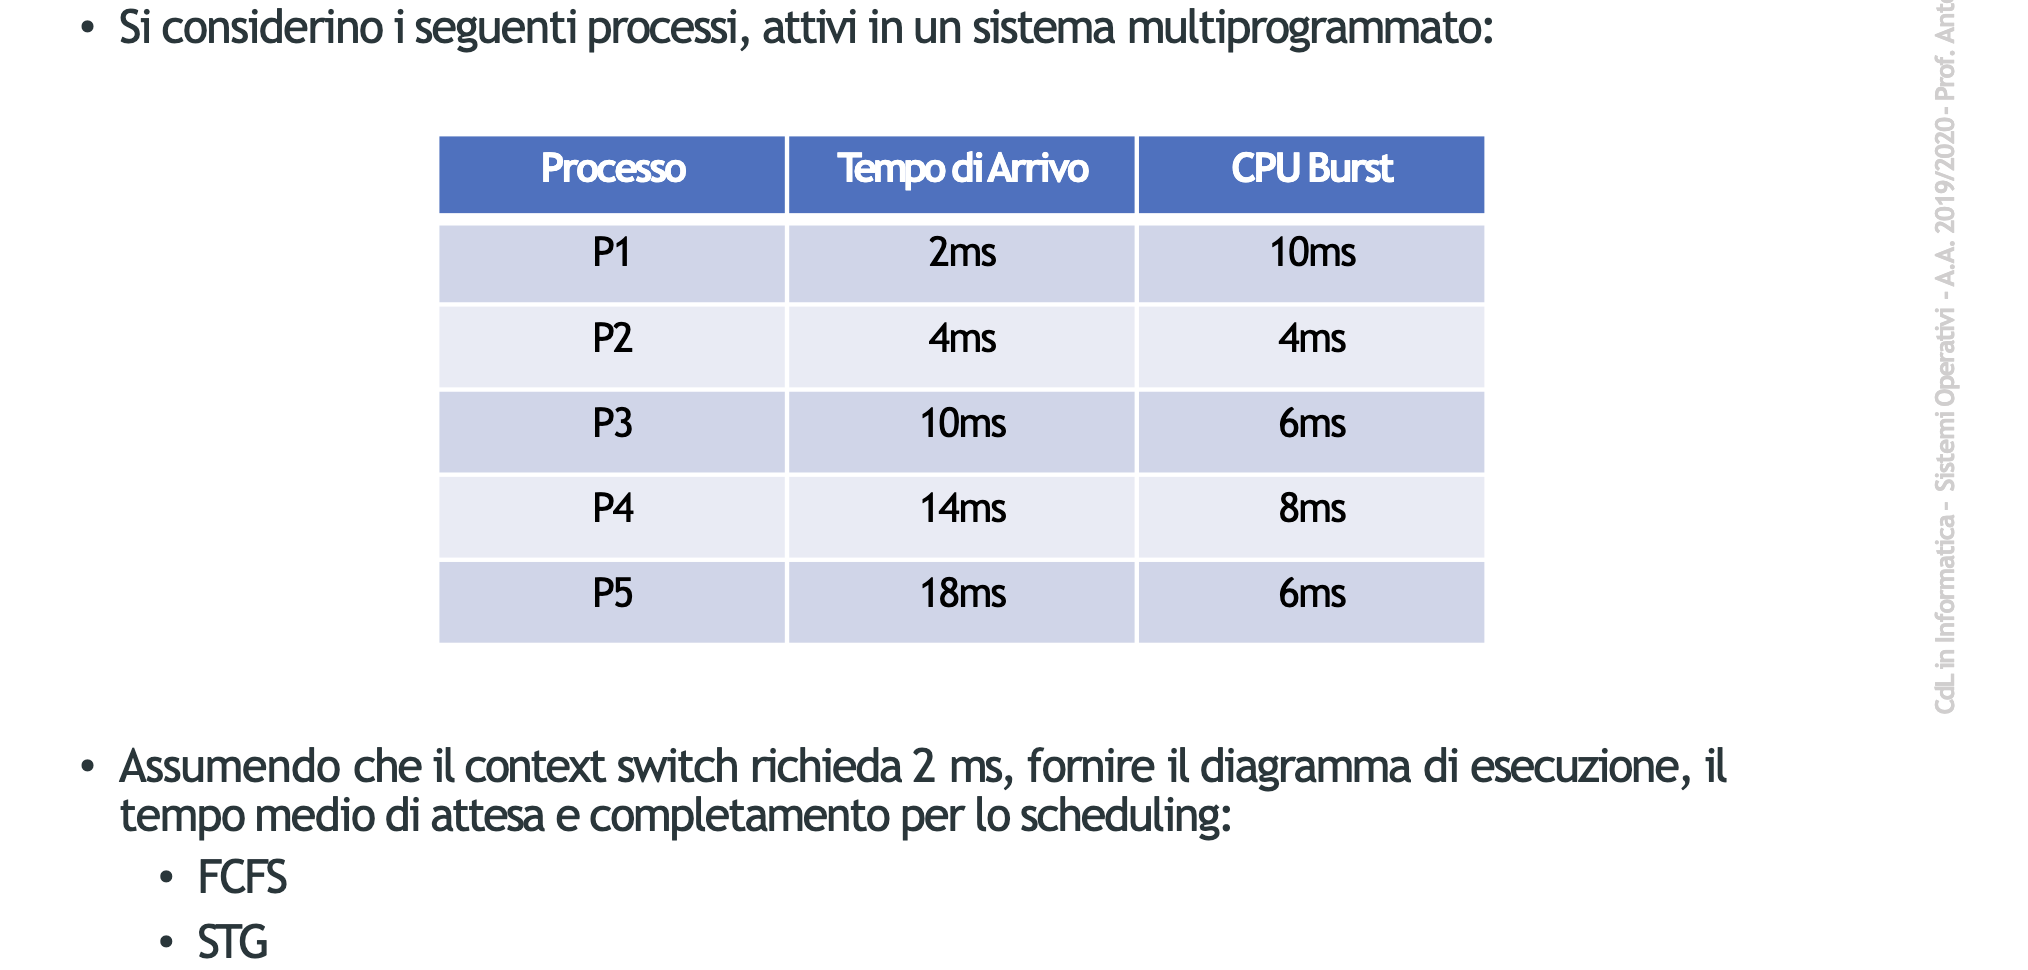 • Si considerino i seguenti processi, attivi in un sistema multiprogrammato:
Processo Tempo di Arrivo CPU Burst
P1 2ms 10ms
P2 4ms 4ms
P3 10ms 6ms
P4 14ms 8ms
P5 18ms 6ms
• Assumendo che il context switch richieda 2 ms, fornire il diagramma di esecuzione, il
tempo medio di attesa e completamento per lo scheduling:
• FCFS
• STG
CdL in Informatica - Sistemi Operativi - A.A. 2019/2020 - Prof.